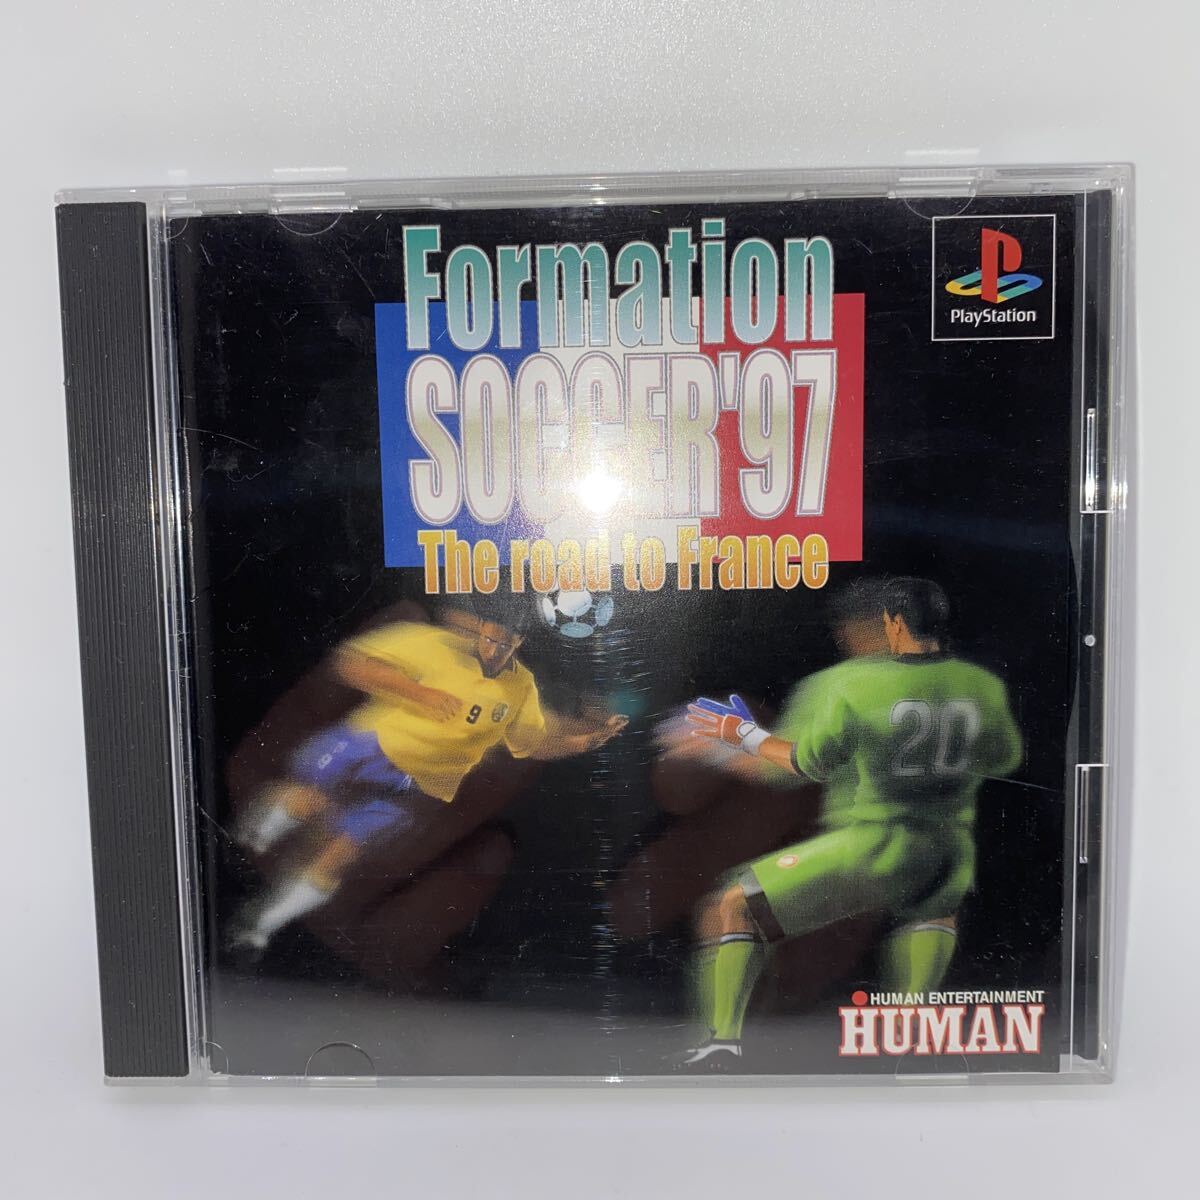 Formation
SOCCER'97
The road to France
PlayStation
9
20
HUMAN ENTERTAINMENT
HUMAN